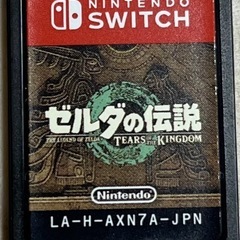 NINTENDO
SWITCH
ゼルダの伝説
THE LEGEND OF ZELDA
TEARS OF THE KINGDOM
Nintendo
LA-H-AXN7A-JPN